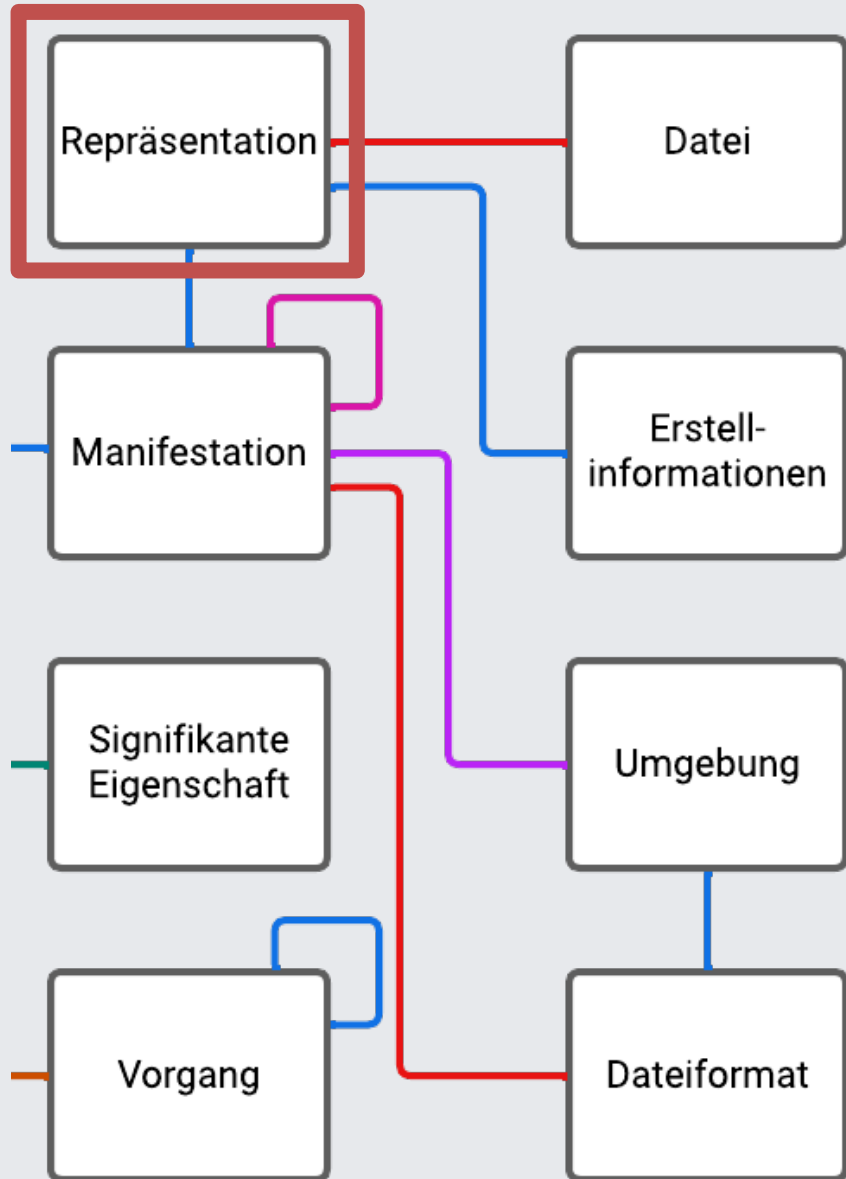 Repräsentation
Datei
Manifestation
Erstell-
informationen
Signifikante
Eigenschaft
Umgebung
Vorgang
Dateiformat